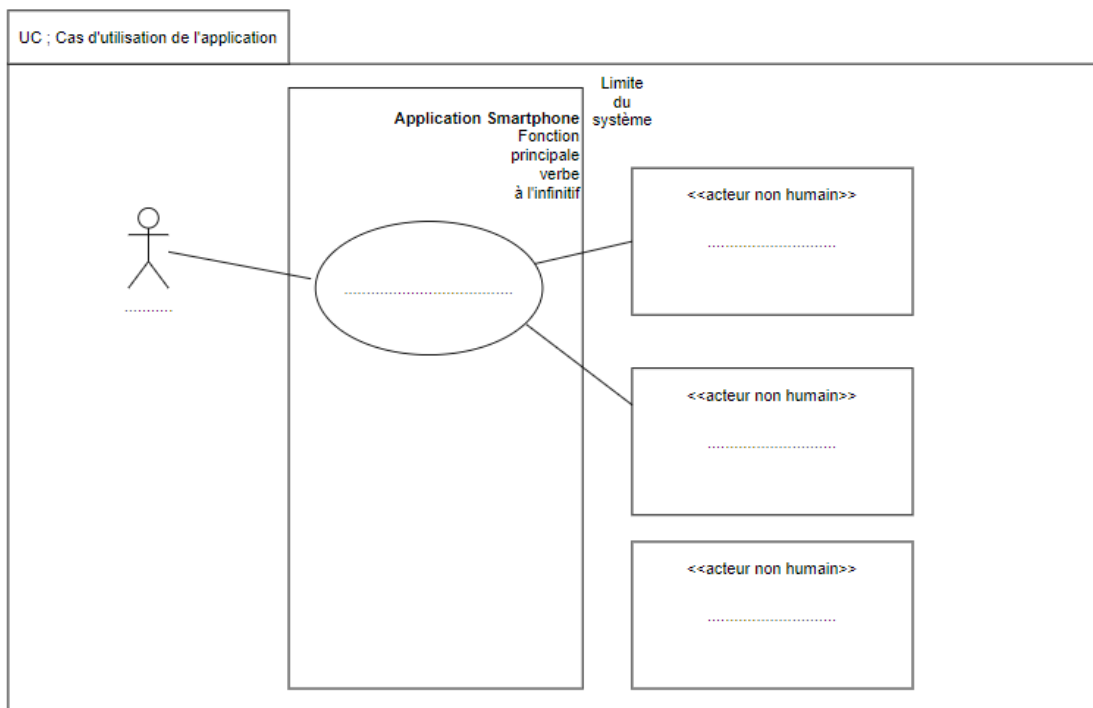 UC ; Cas d'utilisation de l'application
Limite
du
système
Application Smartphone
Fonction
principale
verbe
à l'infinitif
<<acteur non humain>>
...........................
...................................
...........
<<acteur non humain>>
...........................
<<acteur non humain>>
...........................